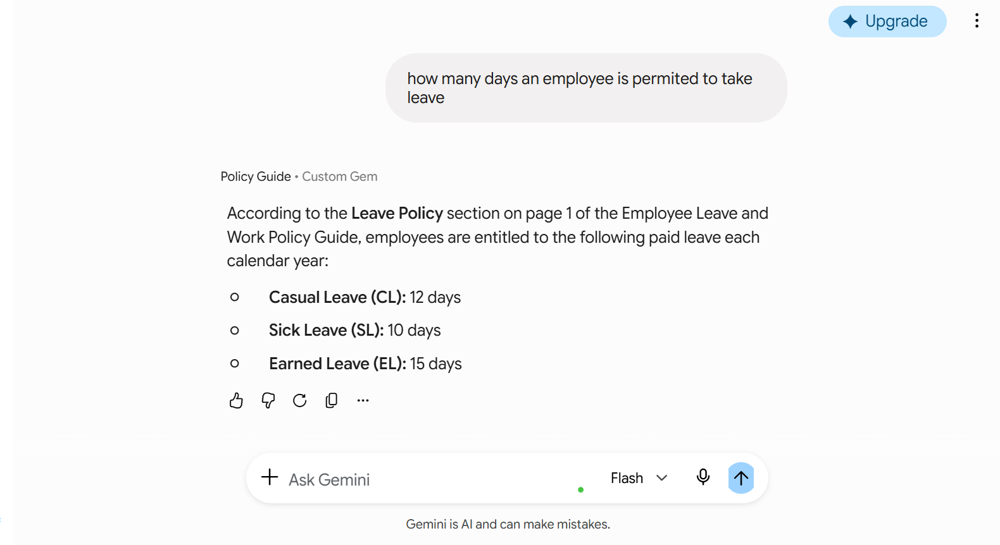 Upgrade
how many days an employee is permited to take
leave
Policy Guide • Custom Gem
According to the Leave Policy section on page 1 of the Employee Leave and
Work Policy Guide, employees are entitled to the following paid leave each
calendar year:
Casual Leave (CL): 12 days
Sick Leave (SL): 10 days
Earned Leave (EL): 15 days
Ask Gemini
Flash
Gemini is AI and can make mistakes.